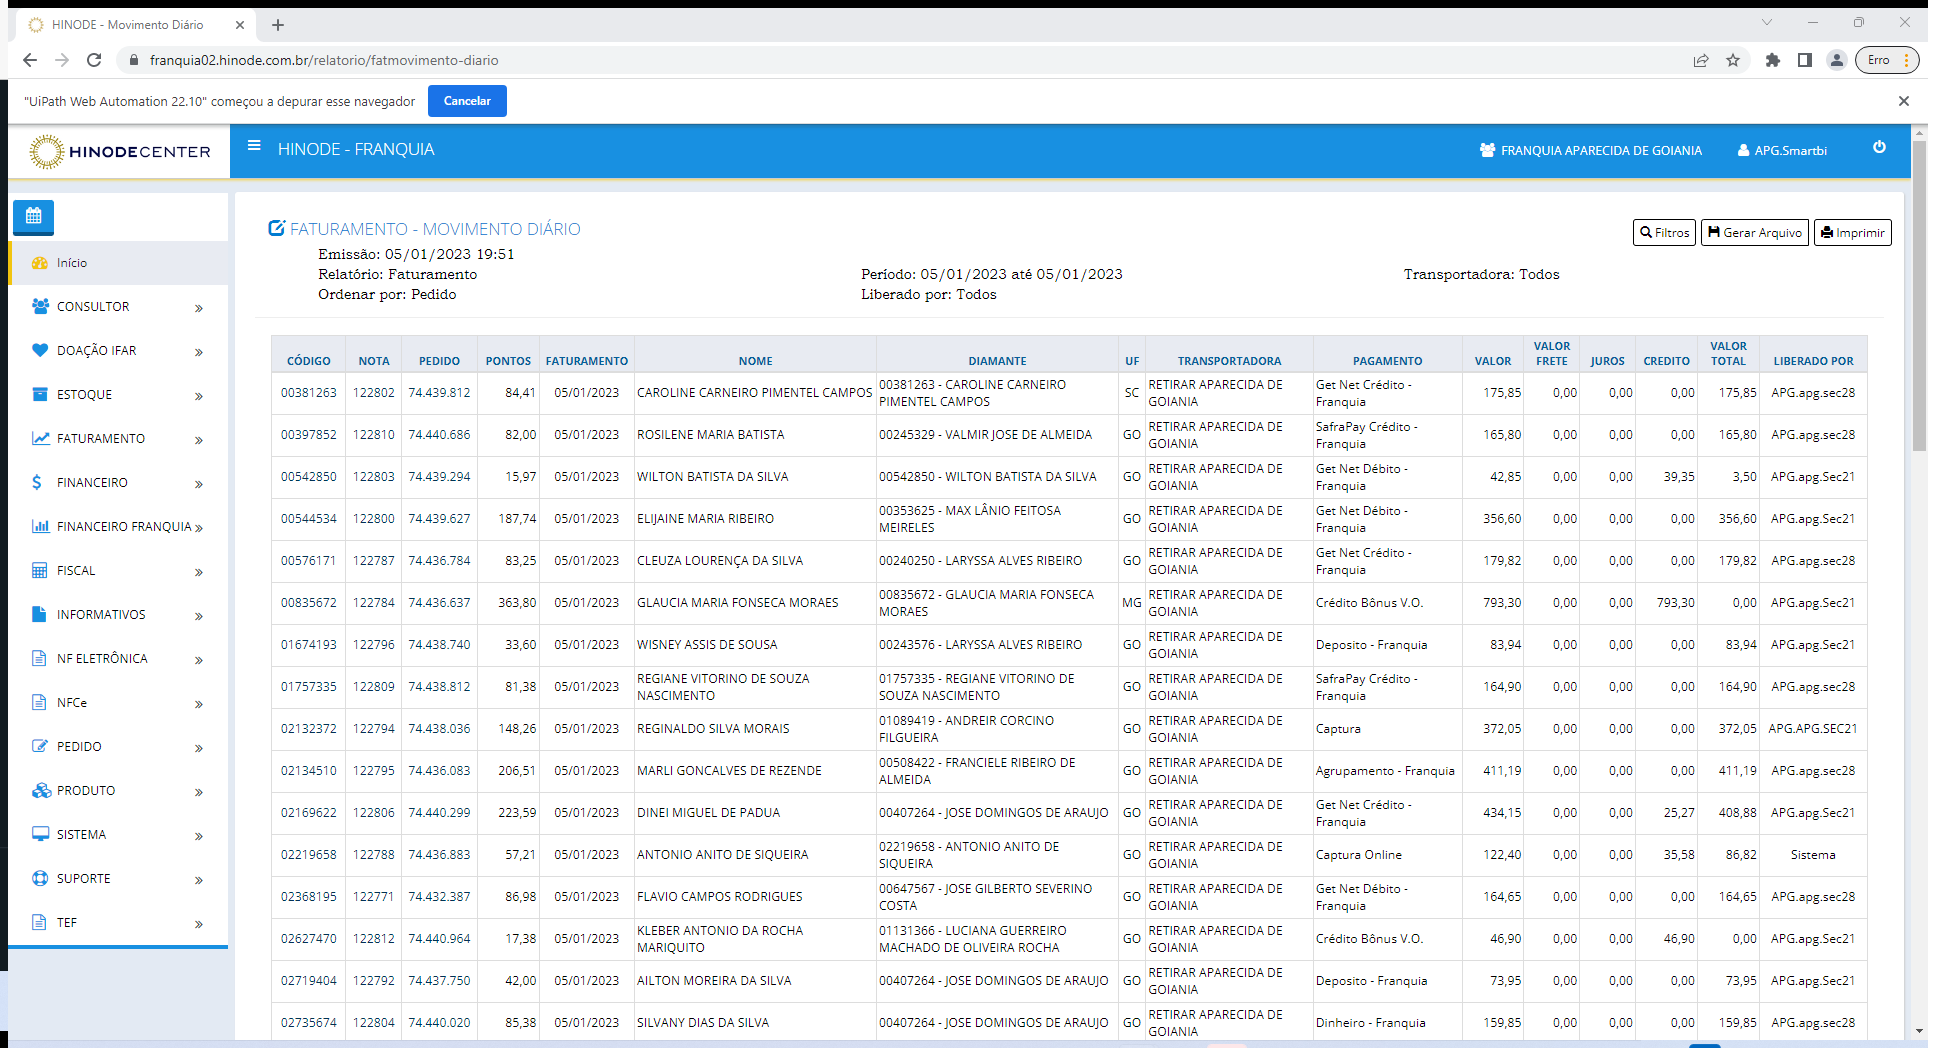 HINODE - Movimento Diário
franquia02.hinode.com.br/relatorio/fatmovimento-diario
Erro
"UiPath Web Automation 22.10" começou a depurar esse navegador
Cancelar
HINODECENTER
HINODE - FRANQUIA
FRANQUIA APARECIDA DE GOIANIA
APG.Smartbi
Início
CONSULTOR
DOAÇÃO IFAR
ESTOQUE
FATURAMENTO
FINANCEIRO
FINANCEIRO FRANQUIA
FISCAL
INFORMATIVOS
NF ELETRÔNICA
NFCe
PEDIDO
PRODUTO
SISTEMA
SUPORTE
TEF
FATURAMENTO - MOVIMENTO DIÁRIO
Filtros Gerar Arquivo Imprimir
Emissão: 05/01/2023 19:51
Relatório: Faturamento Período: 05/01/2023 até 05/01/2023 Transportadora: Todos
Ordenar por: Pedido Liberado por: Todos
CÓDIGO NOTA PEDIDO PONTOS FATURAMENTO NOME DIAMANTE UF TRANSPORTADORA PAGAMENTO VALOR VALOR FRETE JUROS CREDITO VALOR TOTAL LIBERADO POR
00381263 122802 74.439.812 84,41 05/01/2023 CAROLINE CARNEIRO PIMENTEL CAMPOS 00381263 - CAROLINE CARNEIRO PIMENTEL CAMPOS SC RETIRAR APARECIDA DE GOIANIA Get Net Crédito - Franquia 175,85 0,00 0,00 0,00 175,85 APG.apg.sec28
00397852 122810 74.440.686 82,00 05/01/2023 ROSILENE MARIA BATISTA 00245329 - VALMIR JOSE DE ALMEIDA GO RETIRAR APARECIDA DE GOIANIA SafraPay Crédito - Franquia 165,80 0,00 0,00 0,00 165,80 APG.apg.sec28
00542850 122803 74.439.294 15,97 05/01/2023 WILTON BATISTA DA SILVA 00542850 - WILTON BATISTA DA SILVA GO RETIRAR APARECIDA DE GOIANIA Get Net Débito - Franquia 42,85 0,00 0,00 39,35 3,50 APG.apg.Sec21
00544534 122800 74.439.627 187,74 05/01/2023 ELIJAINE MARIA RIBEIRO 00353625 - MAX LÂNIO FEITOSA MEIRELES GO RETIRAR APARECIDA DE GOIANIA Get Net Débito - Franquia 356,60 0,00 0,00 0,00 356,60 APG.apg.Sec21
00576171 122787 74.436.784 83,25 05/01/2023 CLEUZA LOURENÇA DA SILVA 00240250 - LARYSSA ALVES RIBEIRO GO RETIRAR APARECIDA DE GOIANIA Get Net Crédito - Franquia 179,82 0,00 0,00 0,00 179,82 APG.apg.sec28
00835672 122784 74.436.637 363,80 05/01/2023 GLAUCIA MARIA FONSECA MORAES 00835672 - GLAUCIA MARIA FONSECA MORAES MG RETIRAR APARECIDA DE GOIANIA Crédito Bônus V.O. 793,30 0,00 0,00 793,30 0,00 APG.apg.Sec21
01674193 122796 74.438.740 33,60 05/01/2023 WISNEY ASSIS DE SOUSA 00243576 - LARYSSA ALVES RIBEIRO GO RETIRAR APARECIDA DE GOIANIA Deposito - Franquia 83,94 0,00 0,00 0,00 83,94 APG.apg.Sec21
01757335 122809 74.438.812 81,38 05/01/2023 REGIANE VITORINO DE SOUZA NASCIMENTO 01757335 - REGIANE VITORINO DE SOUZA NASCIMENTO GO RETIRAR APARECIDA DE GOIANIA SafraPay Crédito - Franquia 164,90 0,00 0,00 0,00 164,90 APG.apg.sec28
02132372 122794 74.438.036 148,26 05/01/2023 REGINALDO SILVA MORAIS 01089419 - ANDREIR CORCINO FILGUEIRA GO RETIRAR APARECIDA DE GOIANIA Captura 372,05 0,00 0,00 0,00 372,05 APG.APG.SEC21
02134510 122795 74.436.083 206,51 05/01/2023 MARLI GONCALVES DE REZENDE 00508422 - FRANCIELE RIBEIRO DE ALMEIDA GO RETIRAR APARECIDA DE GOIANIA Agrupamento - Franquia 411,19 0,00 0,00 0,00 411,19 APG.apg.sec28
02169622 122806 74.440.299 223,59 05/01/2023 DINEI MIGUEL DE PADUA 00407264 - JOSE DOMINGOS DE ARAUJO GO RETIRAR APARECIDA DE GOIANIA Get Net Crédito - Franquia 434,15 0,00 0,00 25,27 408,88 APG.apg.Sec21
02219658 122788 74.436.883 57,21 05/01/2023 ANTONIO ANITO DE SIQUEIRA 02219658 - ANTONIO ANITO DE SIQUEIRA GO RETIRAR APARECIDA DE GOIANIA Captura Online 122,40 0,00 0,00 35,58 86,82 Sistema
02368195 122771 74.432.387 86,98 05/01/2023 FLAVIO CAMPOS RODRIGUES 00647567 - JOSE GILBERTO SEVERINO COSTA GO RETIRAR APARECIDA DE GOIANIA Get Net Débito - Franquia 164,65 0,00 0,00 0,00 164,65 APG.apg.sec28
02627470 122812 74.440.964 17,38 05/01/2023 KLEBER ANTONIO DA ROCHA MARIQUITO 01131366 - LUCIANA GUERREIRO MACHADO DE OLIVEIRA ROCHA GO RETIRAR APARECIDA DE GOIANIA Crédito Bônus V.O. 46,90 0,00 0,00 46,90 0,00 APG.apg.Sec21
02719404 122792 74.437.750 42,00 05/01/2023 AILTON MOREIRA DA SILVA 00407264 - JOSE DOMINGOS DE ARAUJO GO RETIRAR APARECIDA DE GOIANIA Deposito - Franquia 73,95 0,00 0,00 0,00 73,95 APG.apg.Sec21
02735674 122804 74.440.020 85,38 05/01/2023 SILVANY DIAS DA SILVA 00407264 - JOSE DOMINGOS DE ARAUJO GO RETIRAR APARECIDA DE GOIANIA Dinheiro - Franquia 159,85 0,00 0,00 0,00 159,85 APG.apg.sec28